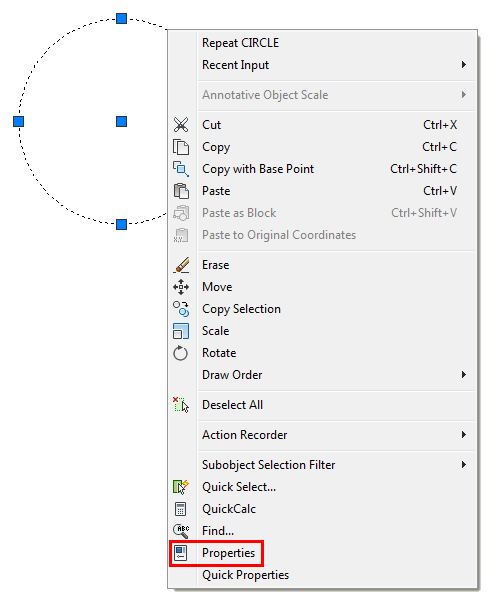 Repeat CIRCLE
Recent Input
Annotative Object Scale
Cut Ctrl+X
Copy Ctrl+C
Copy with Base Point Ctrl+Shift+C
Paste Ctrl+V
Paste as Block Ctrl+Shift+V
Paste to Original Coordinates
Erase
Move
Copy Selection
Scale
Rotate
Draw Order
Deselect All
Action Recorder
Subobject Selection Filter
Quick Select...
QuickCalc
ABC
Find...
Properties
Quick Properties